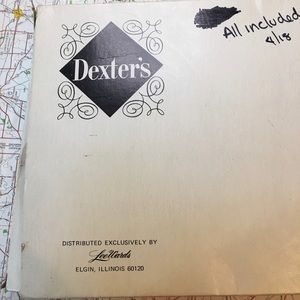 All included
8/18
Dexter's
DISTRIBUTED EXCLUSIVELY BY
LeeWards
ELGIN, ILLINOIS 60120